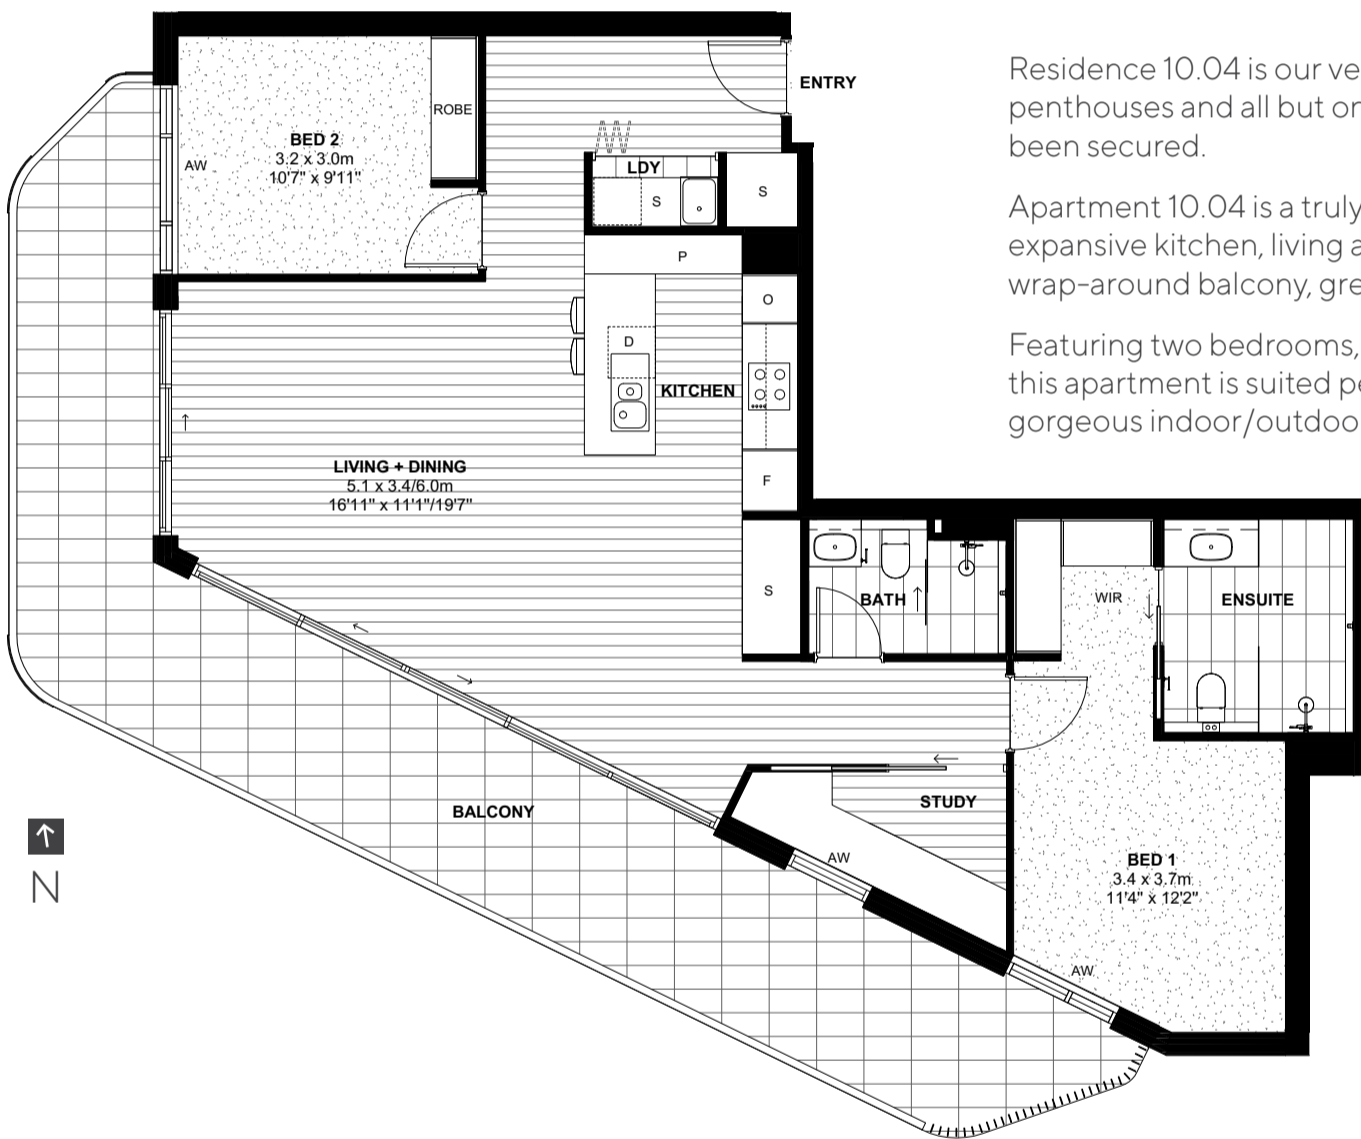 Residence 10.04 is our ve
penthouses and all but or
been secured.
Apartment 10.04 is a truly
expansive kitchen, living a
wrap-around balcony, gre
Featuring two bedrooms,
this apartment is suited pe
gorgeous indoor/outdoo
ENTRY
ROBE
BED 2
3.2 x 3.0m
10'7" x 9'11"
AW
LDY
S
S
P
O
D
KITCHEN
LIVING + DINING
5.1 x 3.4/6.0m
16'11" x 11'1"/19'7"
F
S
BATH
WIR
ENSUITE
STUDY
BALCONY
AW
BED 1
3.4 x 3.7m
11'4" x 12'2"
AW
N